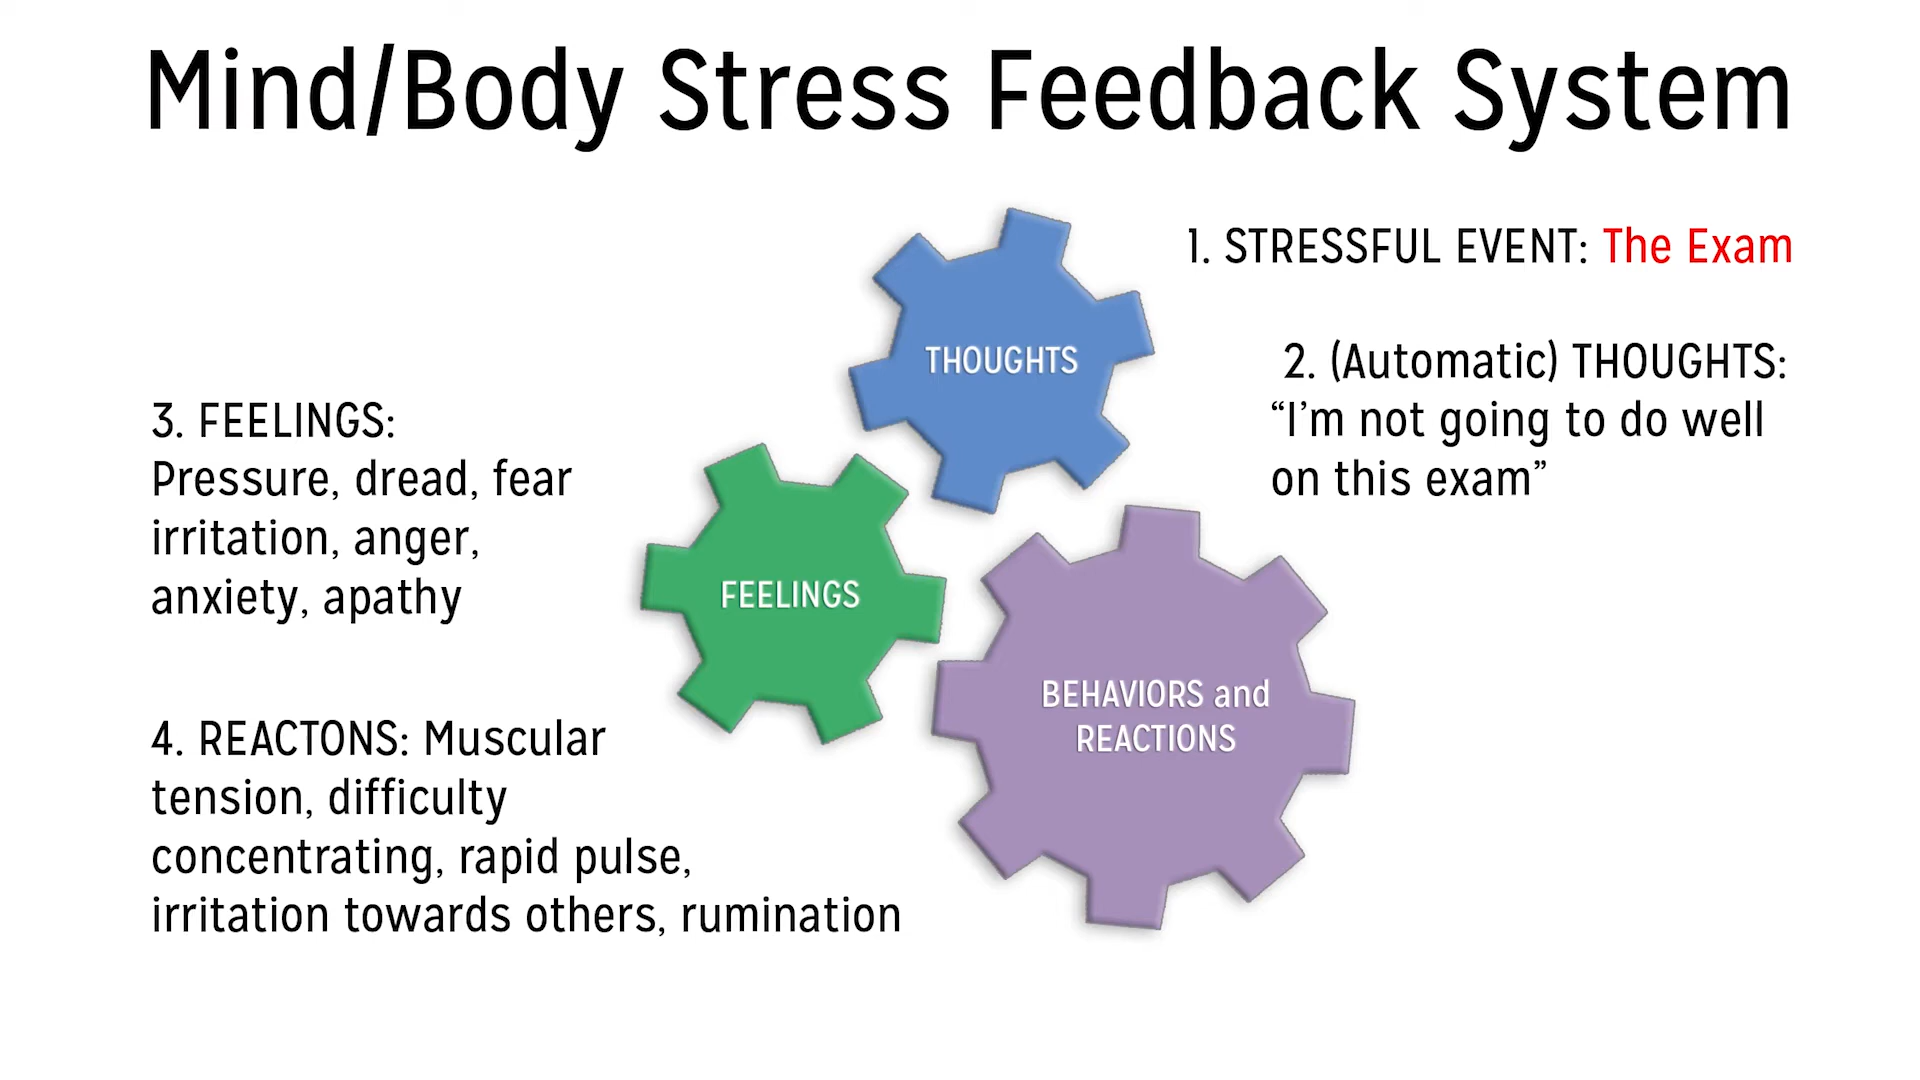 Mind/Body Stress Feedback System
1. STRESSFUL EVENT: The Exam
2. (Automatic) THOUGHTS:
“I’m not going to do well
on this exam”
THOUGHTS
3. FEELINGS:
Pressure, dread, fear
irritation, anger,
anxiety, apathy
FEELINGS
BEHAVIORS and
REACTIONS
4. REACTONS: Muscular
tension, difficulty
concentrating, rapid pulse,
irritation towards others, rumination